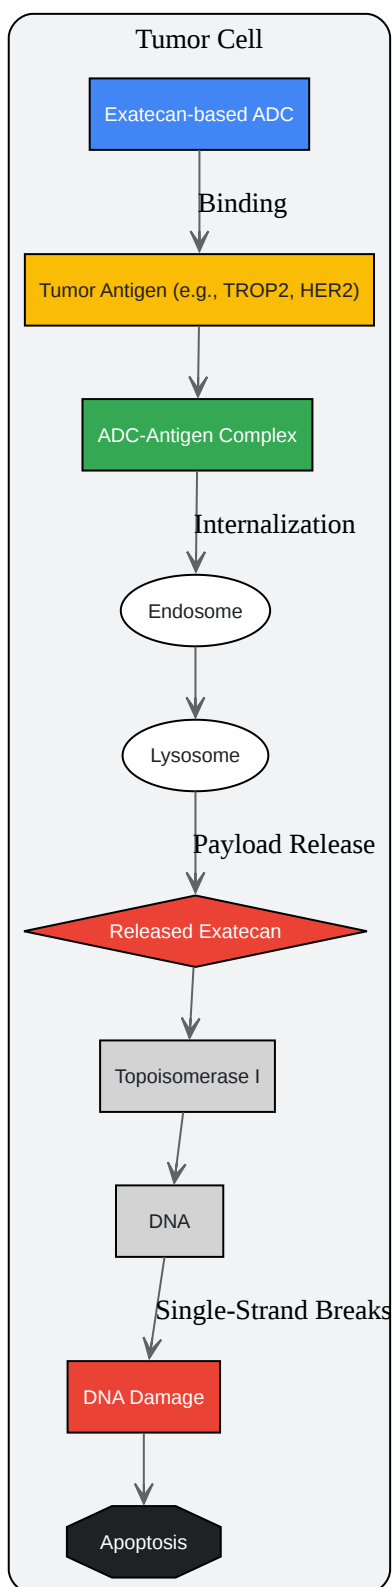 Tumor Cell
Exatecan-based ADC
Binding
Tumor Antigen (e.g., TROP2, HER2)
ADC-Antigen Complex
Internalization
Endosome
Lysosome
Payload Release
Released Exatecan
Topoisomerase I
DNA
Single-Strand Breaks
DNA Damage
Apoptosis